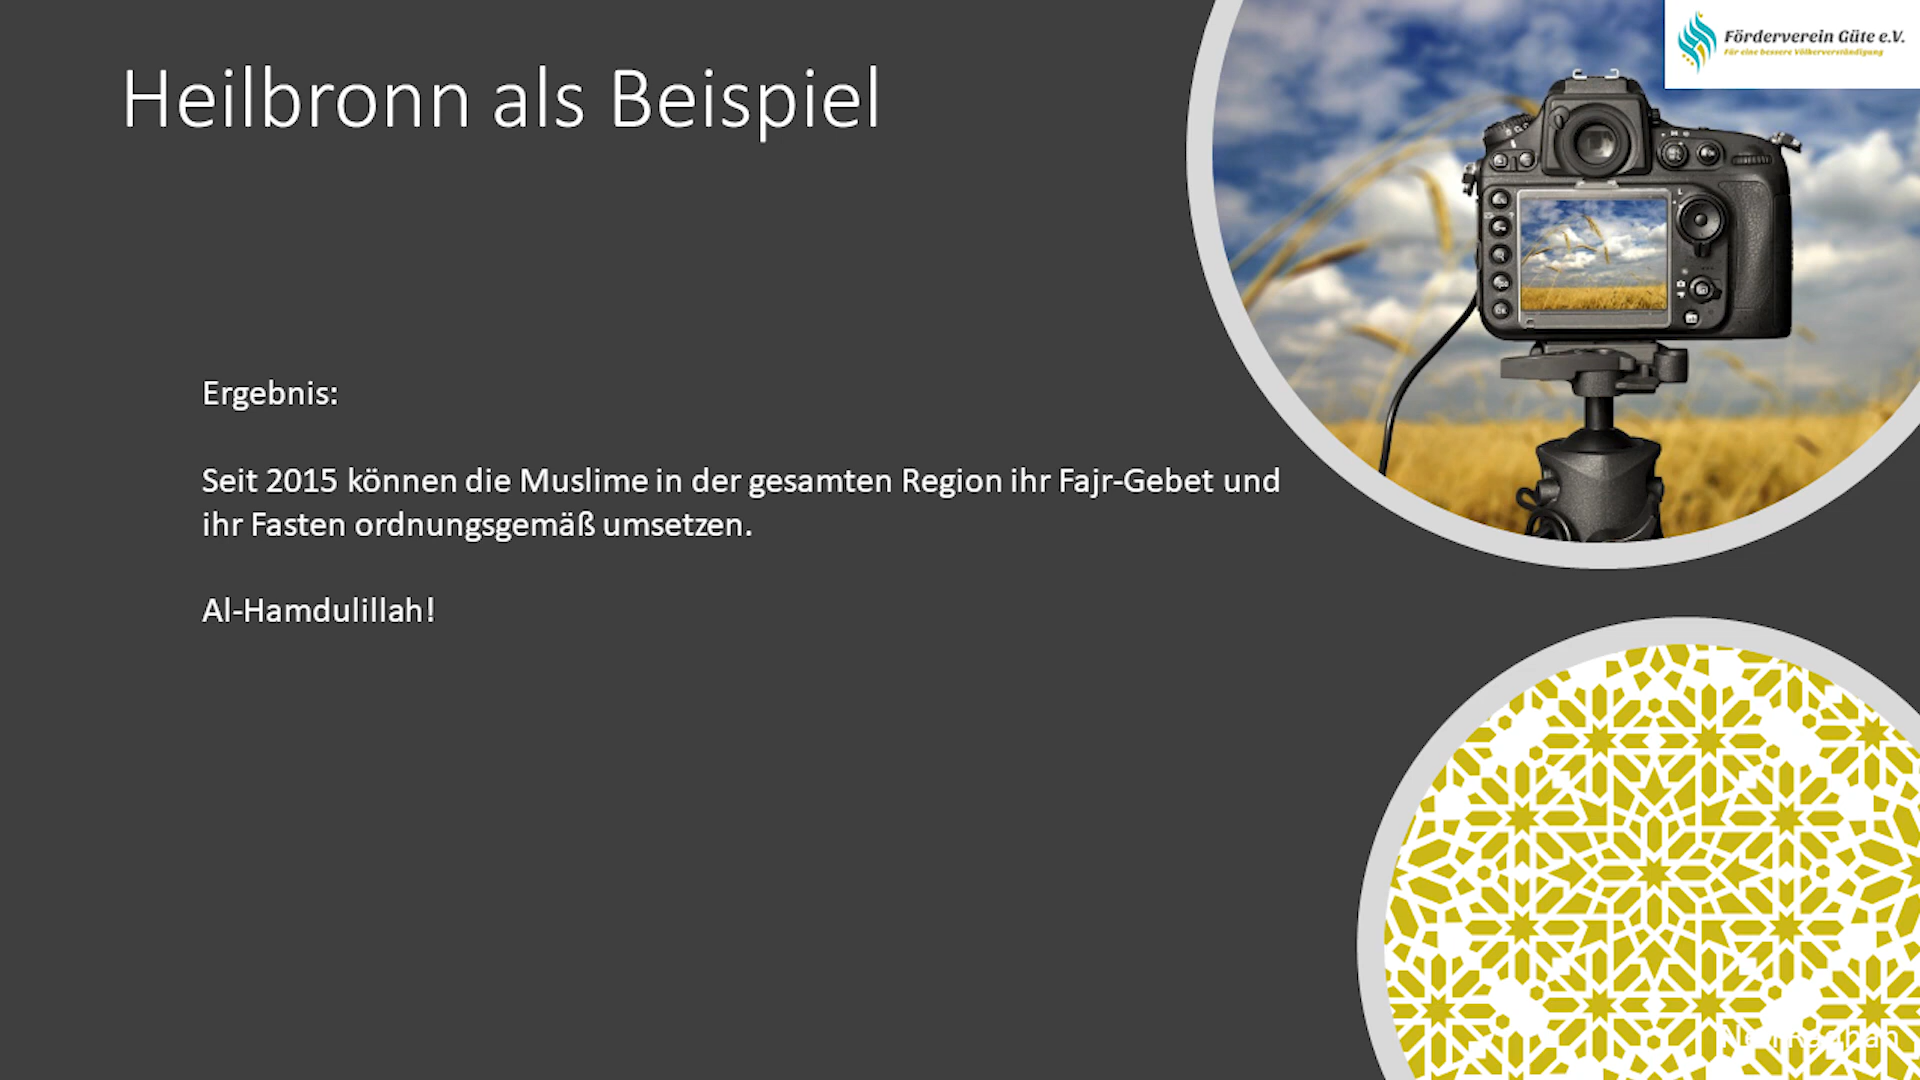 Heilbronn als Beispiel
Förderverein Güte e.V.
Für eine bessere Völkerverständigung
Ergebnis:
Seit 2015 können die Muslime in der gesamten Region ihr Fajr-Gebet und
ihr Fasten ordnungsgemäß umsetzen.
Al-Hamdulillah!